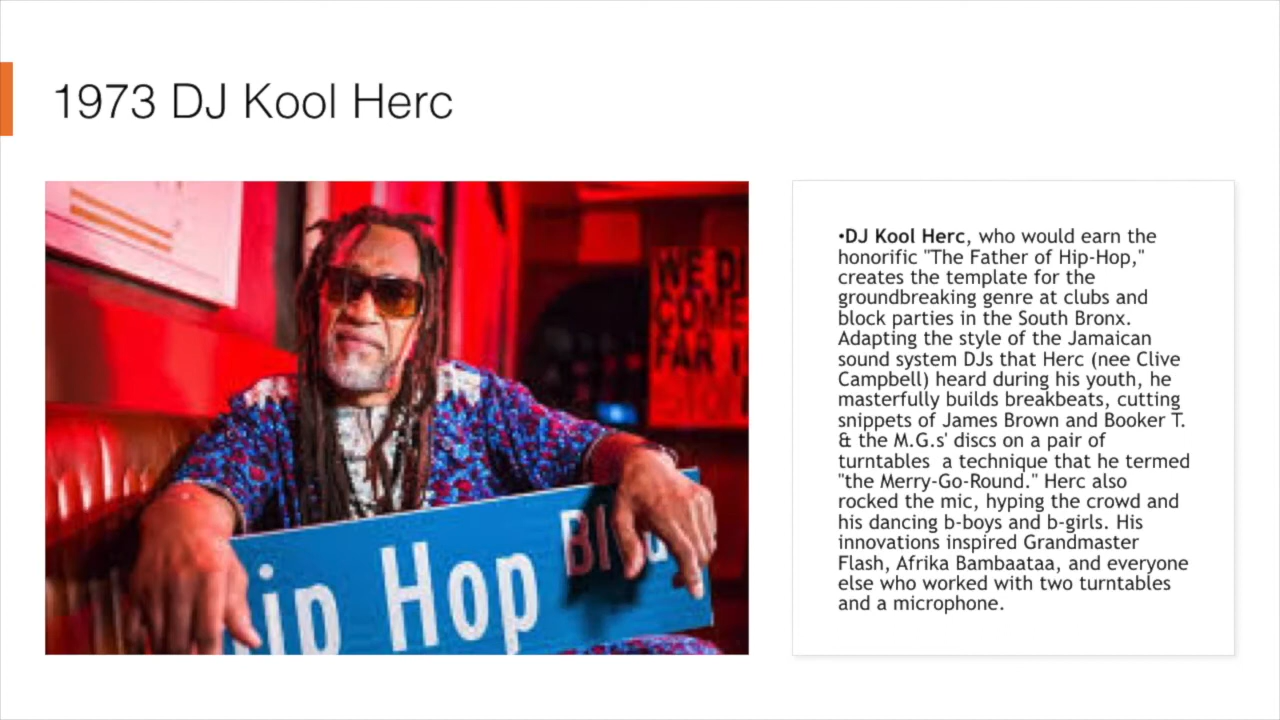 1973 DJ Kool Herc
WE DI
COME
FAR I
ip Hop Bl d
•DJ Kool Herc, who would earn the
honorific "The Father of Hip-Hop,"
creates the template for the
groundbreaking genre at clubs and
block parties in the South Bronx.
Adapting the style of the Jamaican
sound system DJs that Herc (nee Clive
Campbell) heard during his youth, he
masterfully builds breakbeats, cutting
snippets of James Brown and Booker T.
& the M.G.s' discs on a pair of
turntables  a technique that he termed
"the Merry-Go-Round." Herc also
rocked the mic, hyping the crowd and
his dancing b-boys and b-girls. His
innovations inspired Grandmaster
Flash, Afrika Bambaataa, and everyone
else who worked with two turntables
and a microphone.